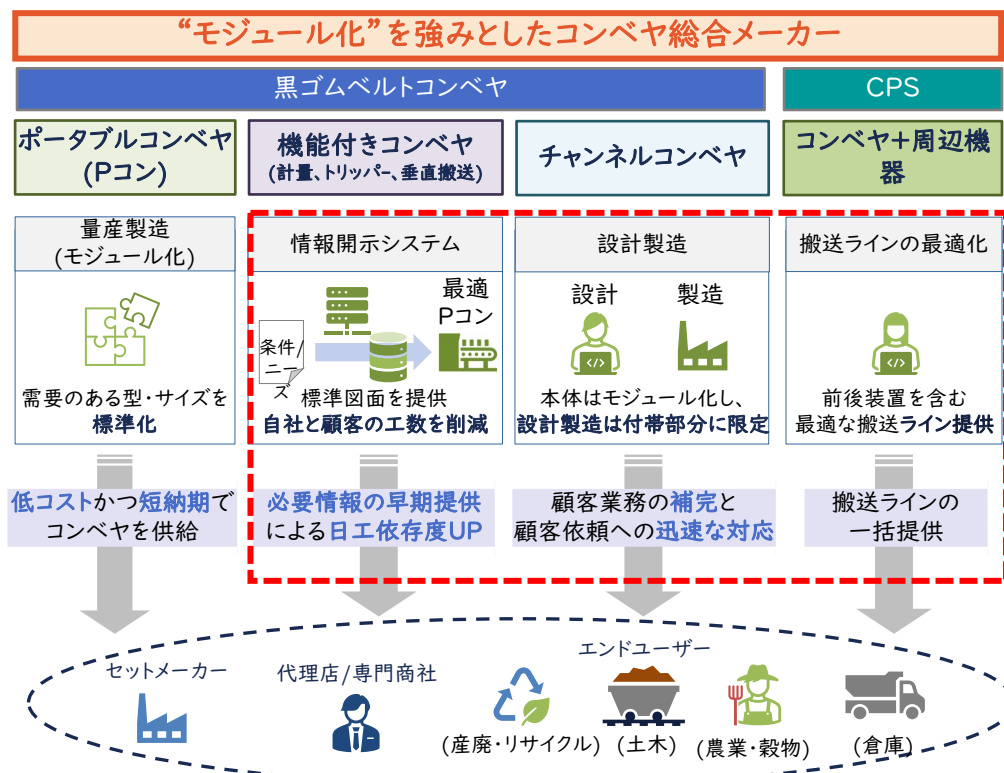 “モジュール化”を強みとしたコンベヤ総合メーカー
黒ゴムベルトコンベヤ
CPS
ポータブルコンベヤ
(Pコン)
機能付きコンベヤ
(計量、トリッパー、垂直搬送)
チャンネルコンベヤ
コンベヤ+周辺機
器
量産製造
(モジュール化)
需要のある型・サイズを
標準化
低コストかつ短納期で
コンベヤを供給
情報開示システム
条件/
ニーズ
最適
Pコン
標準図面を提供
自社と顧客の工数を削減
必要情報の早期提供
による日工依存度UP
設計製造
設計
製造
本体はモジュール化し、
設計製造は付帯部分に限定
顧客業務の補完と
顧客依頼への迅速な対応
搬送ラインの最適化
前後装置を含む
最適な搬送ライン提供
搬送ラインの
一括提供
セットメーカー
代理店/専門商社
エンドユーザー
(産廃・リサイクル)
(土木)
(農業・穀物)
(倉庫)